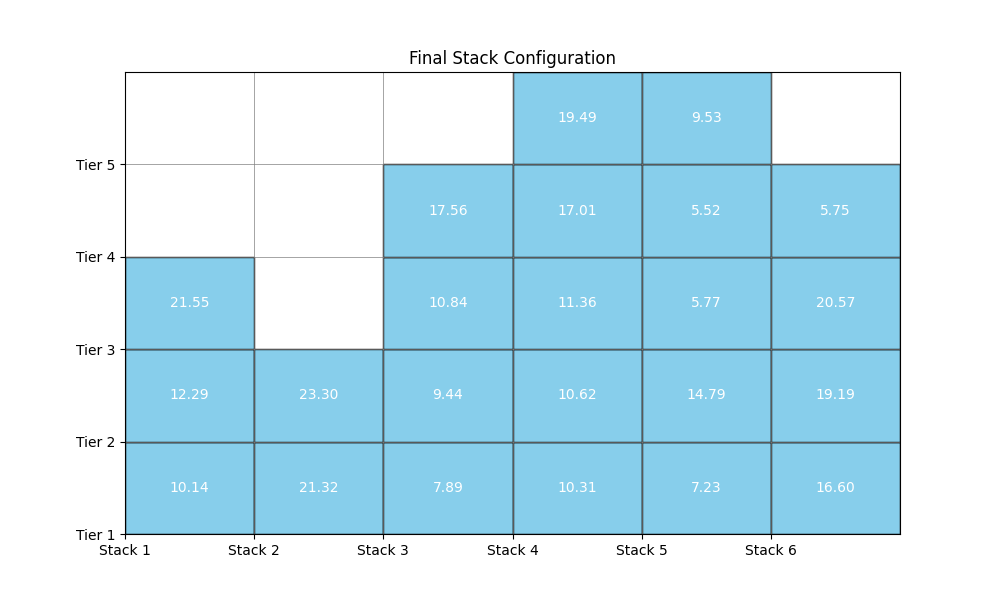 Final Stack Configuration
19.49 9.53
Tier 5
17.56 17.01 5.52 5.75
Tier 4
21.55 10.84 11.36 5.77 20.57
Tier 3
12.29 23.30 9.44 10.62 14.79 19.19
Tier 2
10.14 21.32 7.89 10.31 7.23 16.60
Tier 1
Stack 1 Stack 2 Stack 3 Stack 4 Stack 5 Stack 6